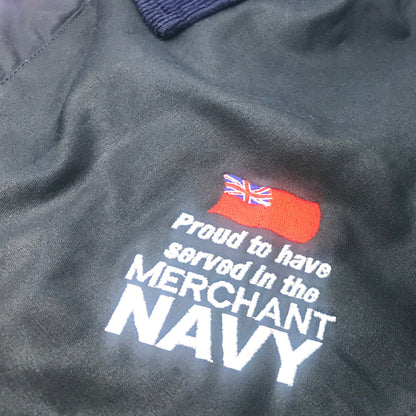 Proud to have
served in the
MERCHANT
NAVY